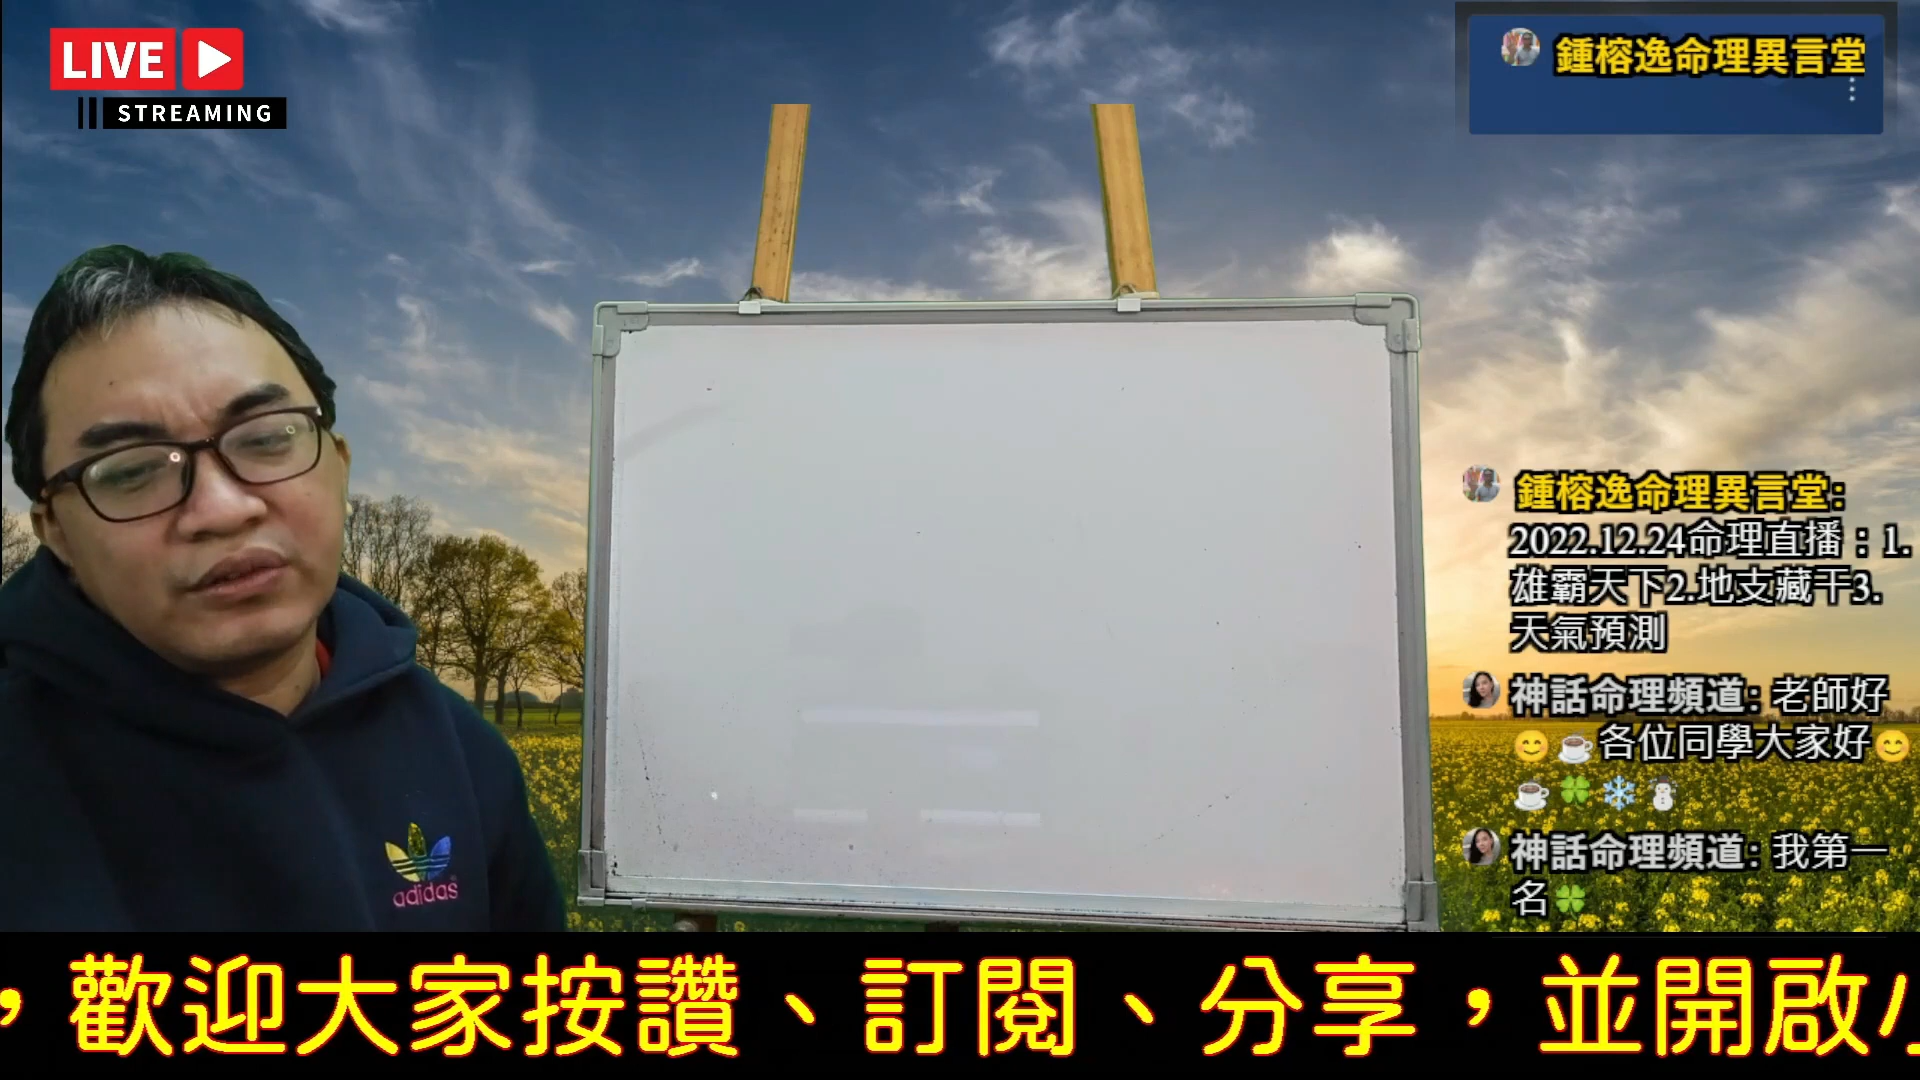 LIVE
STREAMING
鍾榕逸命理異言堂
鍾榕逸命理異言堂:
2022.12.24命理直播：1.
雄霸天下2.地支藏干3.
天氣預測
神話命理頻道: 老師好
😊☕各位同學大家好😊
☕🍀❄️⛄
神話命理頻道: 我第一
名🍀
adidas
，歡迎大家按讚、訂閱、分享，並開啟小